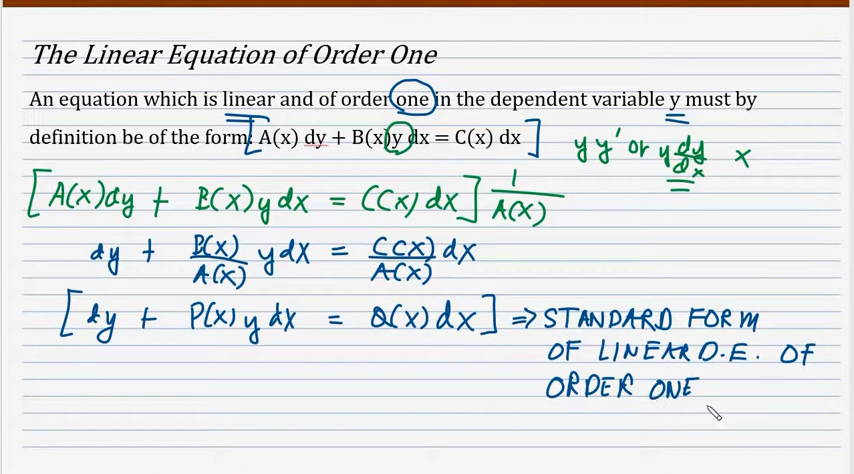 The Linear Equation of Order One
An equation which is linear and of order one in the dependent variable y must by
definition be of the form: [A(x) dy + B(x)y dx = C(x) dx]
y y' or y dy/dx x
[A(x)dy + B(x)y dx = C(x) dx] 1/A(x)
dy + B(x)/A(x) y dx = C(x)/A(x) dx
[dy + P(x) y dx = Q(x) dx] ⇒ STANDARD FORM
OF LINEAR D.E. OF
ORDER ONE